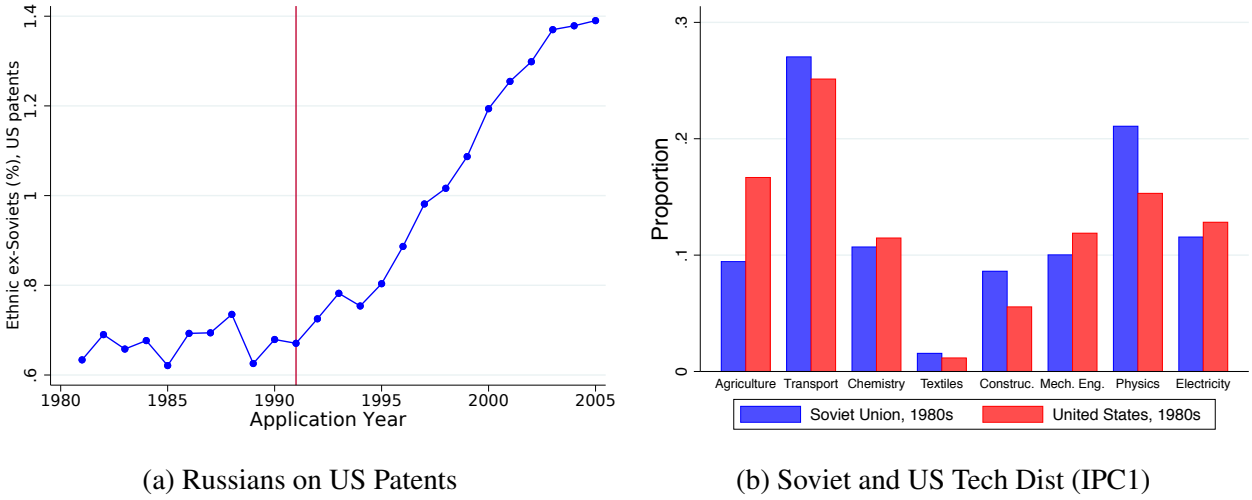 Ethnic ex-Soviets (%), US patents
1.4
1.2
1
.8
.6
1980 1985 1990 1995 2000 2005
Application Year
(a) Russians on US Patents
Proportion
.3
.2
.1
0
Agriculture Transport Chemistry Textiles Construc. Mech. Eng. Physics Electricity
Soviet Union, 1980s United States, 1980s
(b) Soviet and US Tech Dist (IPC1)